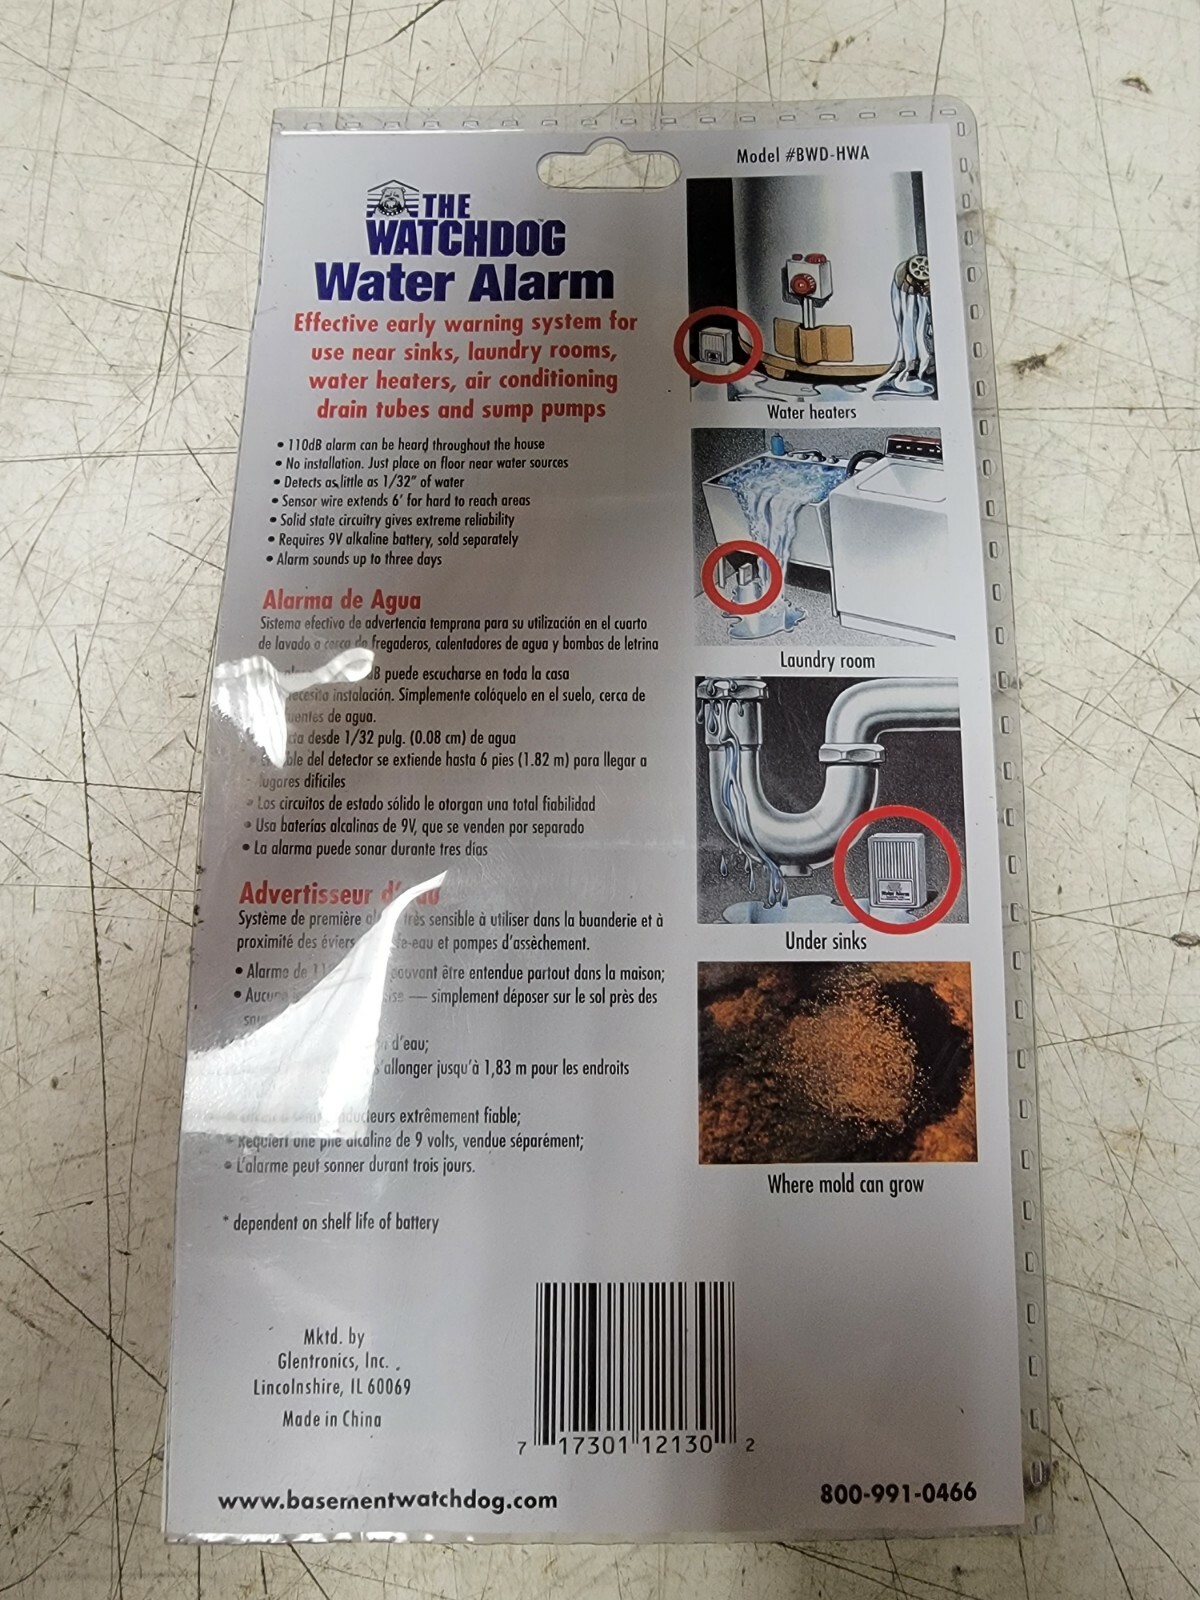 Model #BWD-HWA
THE
WATCHDOG™
Water Alarm
Effective early warning system for
use near sinks, laundry rooms,
water heaters, air conditioning
drain tubes and sump pumps
• 110dB alarm can be heard throughout the house
• No installation. Just place on floor near water sources
• Detects as little as 1/32" of water
• Sensor wire extends 6' for hard to reach areas
• Solid state circuitry gives extreme reliability
• Requires 9V alkaline battery, sold separately
• Alarm sounds up to three days
Alarma de Agua
Sistema efectivo de advertencia temprana para su utilización en el cuarto
de lavado o cerca de fregaderos, calentadores de agua y bombas de letrina
puede escucharse en toda la casa
instalación. Simplemente colóquelo en el suelo, cerca de
de agua.
desde 1/32 pulg. (0.08 cm) de agua
del detector se extiende hasta 6 pies (1.82 m) para llegar a
lugares difíciles
• Los circuitos de estado sólido le otorgan una total fiabilidad
• Usa baterías alcalinas de 9V, que se venden por separado
• La alarma puede sonar durante tres días
Advertisseur d'eau
Système de première très sensible à utiliser dans la buanderie et à
proximité des éviers et pompes d'assèchement.
• Alarme de pouvant être entendue partout dans la maison;
• Aucune — simplement déposer sur le sol près des
d'eau;
s'allonger jusqu'à 1,83 m pour les endroits
extrêmement fiable;
• Requiert une pile alcaline de 9 volts, vendue séparément;
• L'alarme peut sonner durant trois jours.
* dependent on shelf life of battery
Water heaters
Laundry room
Water Alarm
Under sinks
Where mold can grow
Mktd. by
Glentronics, Inc.
Lincolnshire, IL 60069
Made in China
7 17301 12130 2
www.basementwatchdog.com
800-991-0466